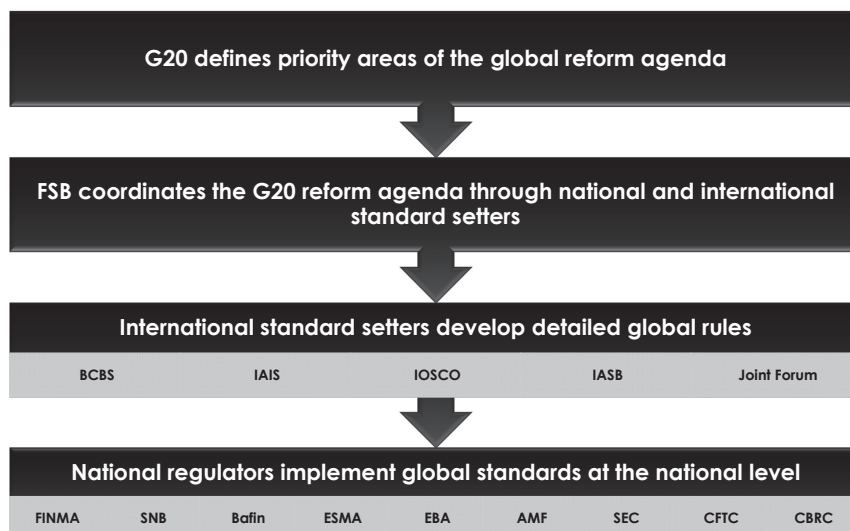 G20 defines priority areas of the global reform agenda
FSB coordinates the G20 reform agenda through national and international
standard setters
International standard setters develop detailed global rules
BCBS IAIS IOSCO IASB Joint Forum
National regulators implement global standards at the national level
FINMA SNB Bafin ESMA EBA AMF SEC CFTC CBRC